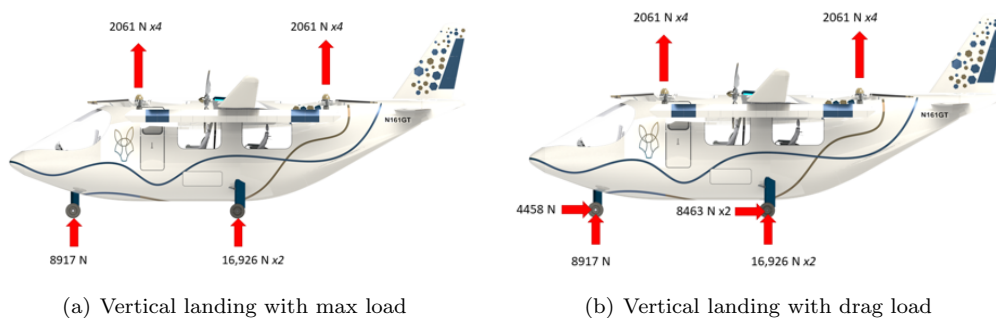 2061 N x4
2061 N x4
N161GT
8917 N
16,926 N x2
(a) Vertical landing with max load
2061 N x4
2061 N x4
N161GT
4458 N
8463 N x2
8917 N
16,926 N x2
(b) Vertical landing with drag load